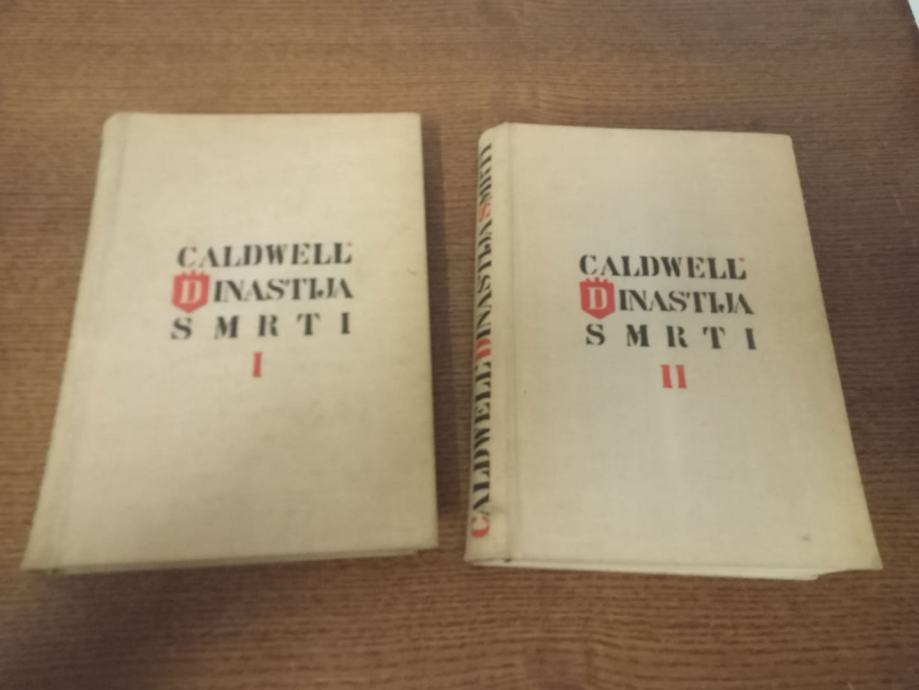 CALDWELL
DINASTIJA
SMRTI
I
CALDWELL DINASTIJA SMRTI
CALDWELL
DINASTIJA
SMRTI
II